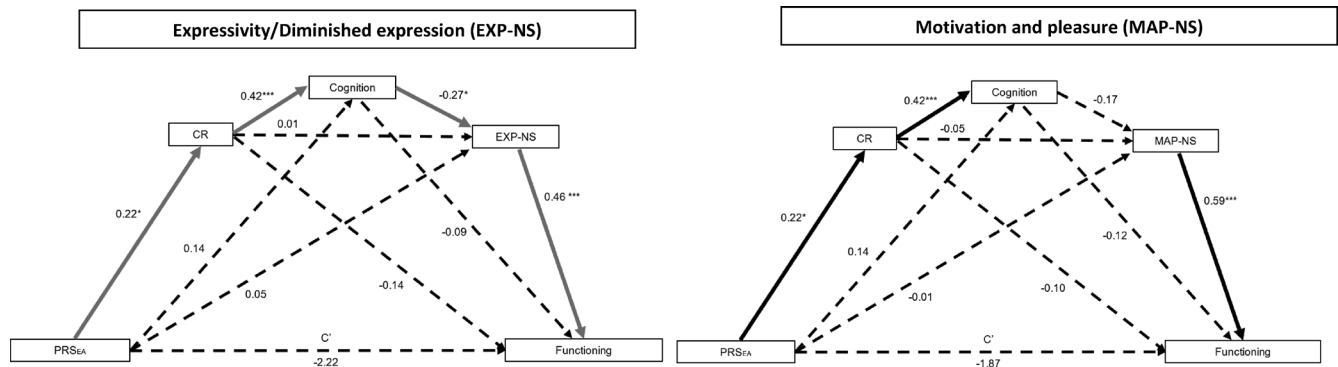 Expressivity/Diminished expression (EXP-NS)
Cognition
0.42***
-0.27*
CR
0.01
EXP-NS
0.22*
0.46 ***
0.14
-0.09
0.05
-0.14
PRSEA
C'
-2.22
Functioning
Motivation and pleasure (MAP-NS)
Cognition
0.42***
-0.17
CR
-0.05
MAP-NS
0.22*
0.59***
0.14
-0.12
-0.01
-0.10
PRSEA
C'
-1.87
Functioning